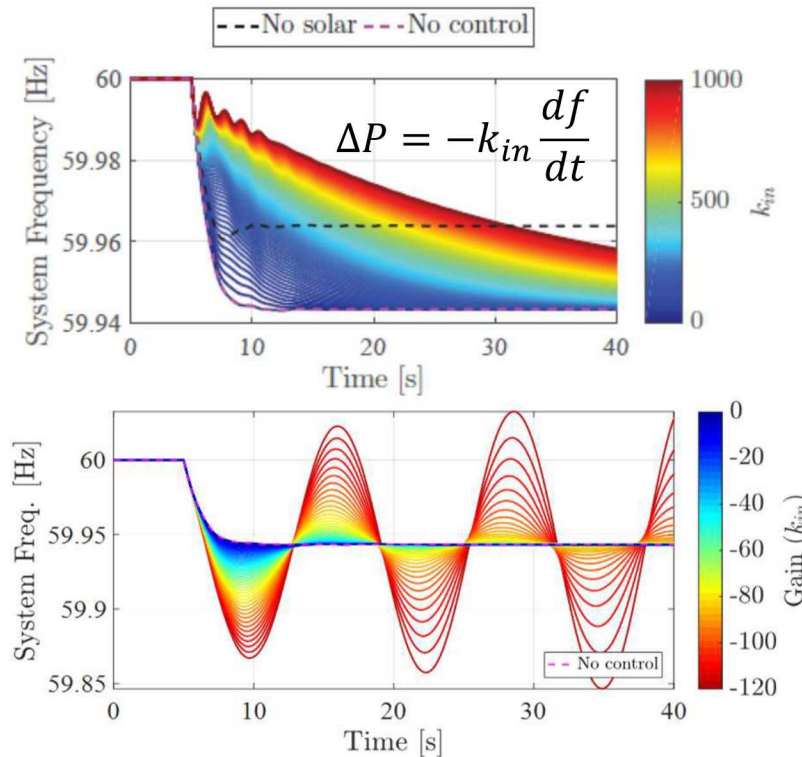 No solar No control
System Frequency [Hz]
60
59.98
59.96
59.94
0 10 20 30 40
Time [s]
ΔP = −k_in df/dt
1000
500
0
k_in
System Freq. [Hz]
60
59.95
59.9
59.85
0 10 20 30 40
Time [s]
No control
0
-20
-40
-60
-80
-100
-120
Gain (k_in)